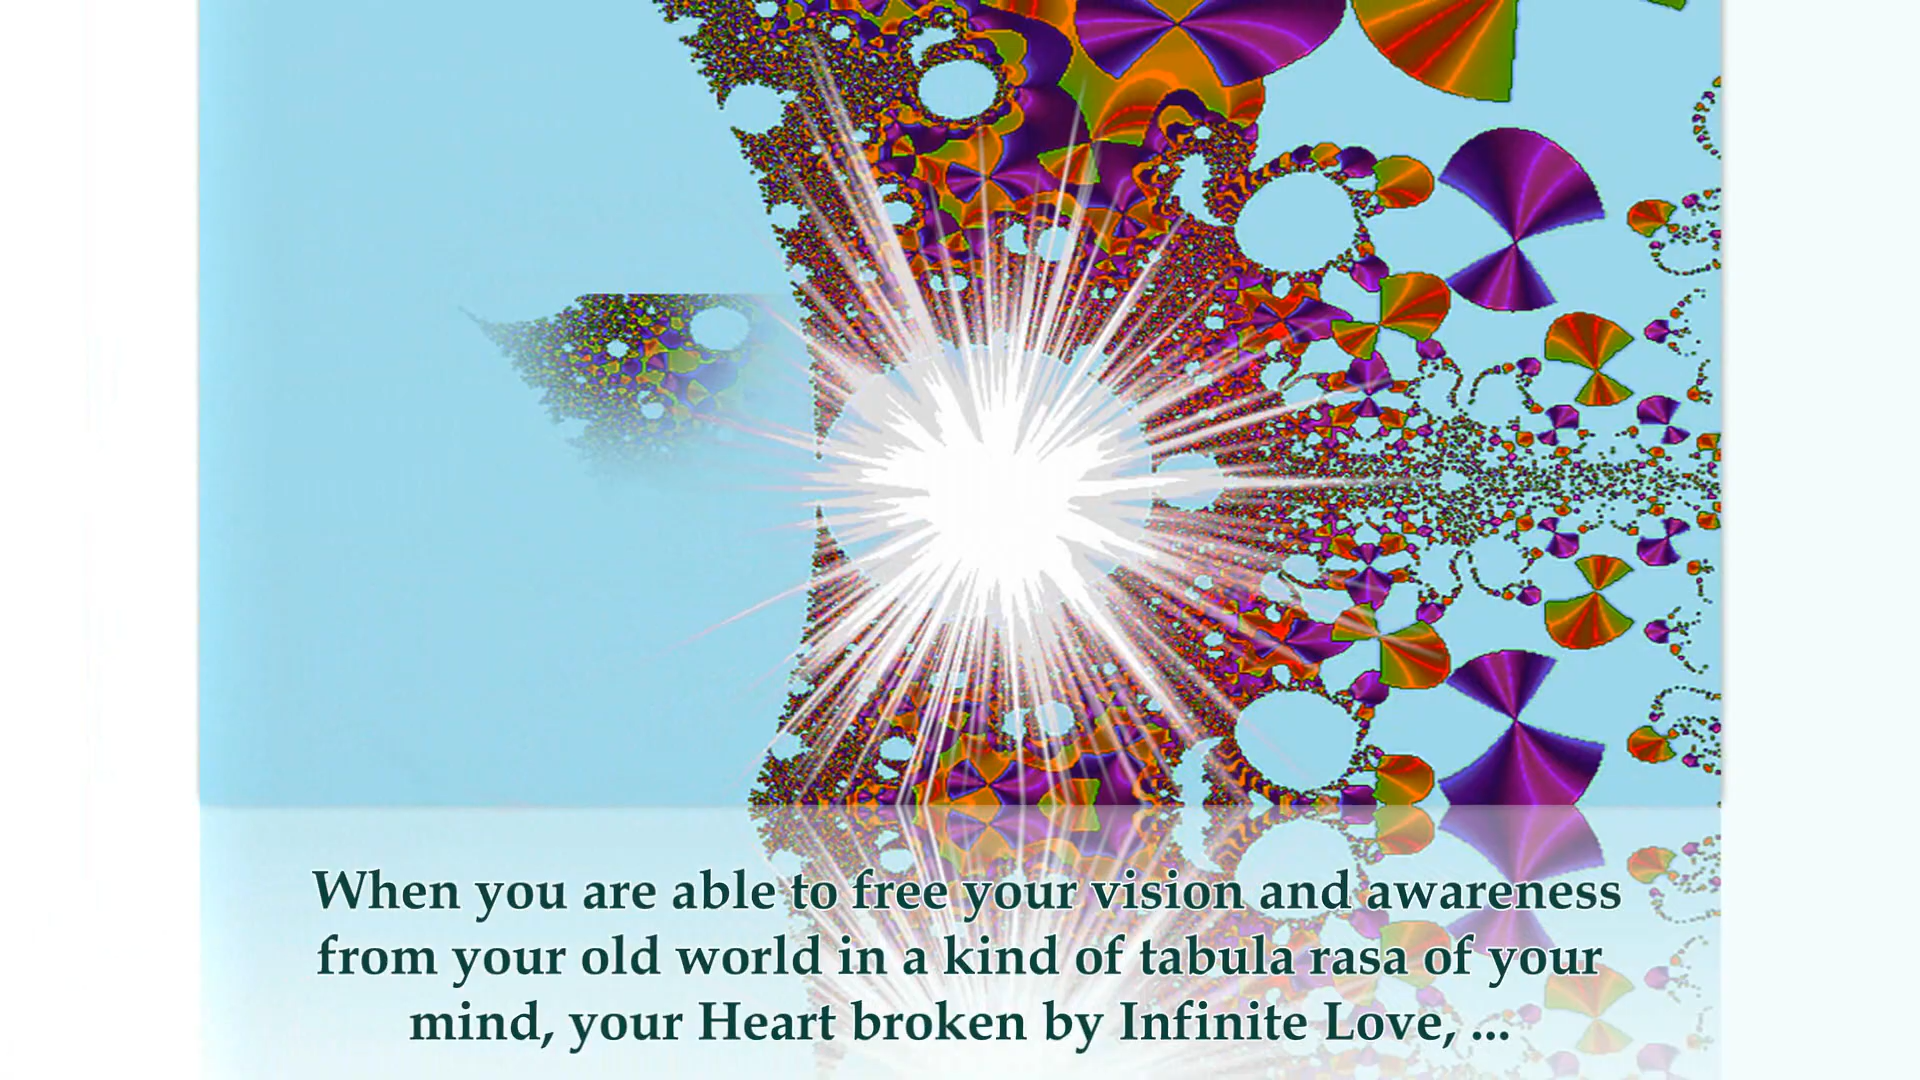 When you are able to free your vision and awareness
from your old world in a kind of tabula rasa of your
mind, your Heart broken by Infinite Love, ...